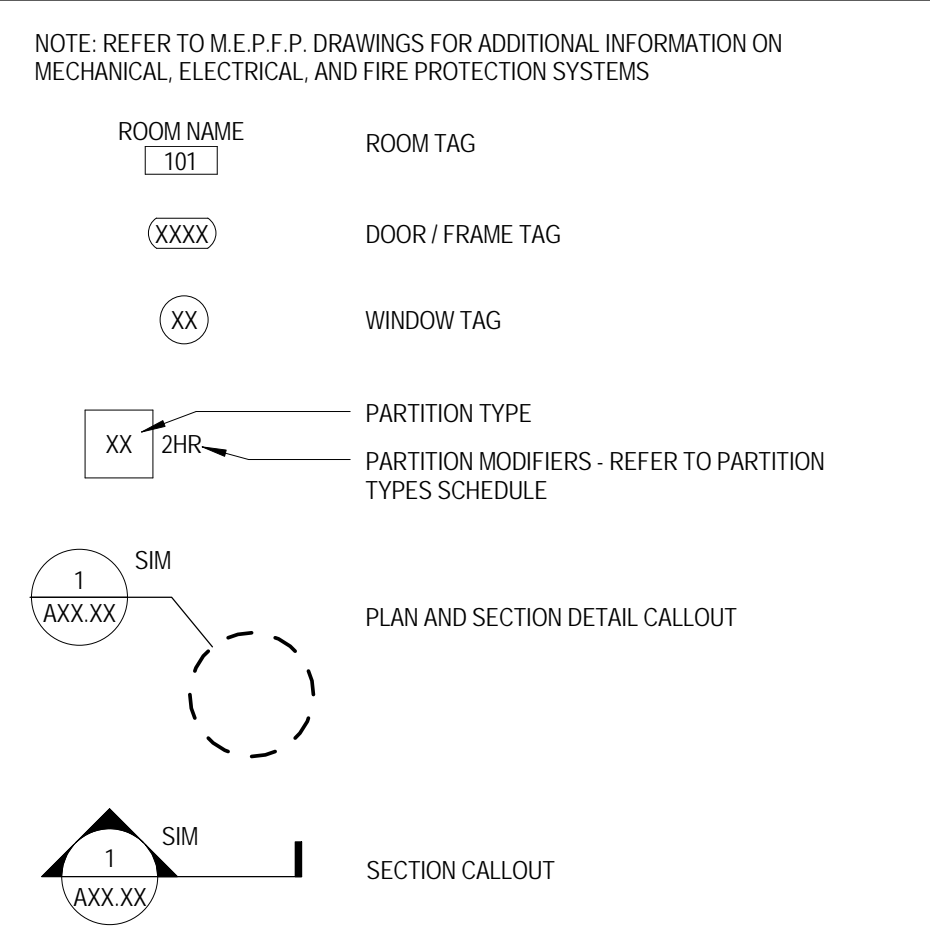 NOTE: REFER TO M.E.P.F.P. DRAWINGS FOR ADDITIONAL INFORMATION ON
MECHANICAL, ELECTRICAL, AND FIRE PROTECTION SYSTEMS
ROOM NAME
101
ROOM TAG
XXXX
DOOR / FRAME TAG
XX
WINDOW TAG
XX
2HR
PARTITION TYPE
PARTITION MODIFIERS - REFER TO PARTITION
TYPES SCHEDULE
SIM
1
AXX.XX
PLAN AND SECTION DETAIL CALLOUT
SIM
1
AXX.XX
SECTION CALLOUT